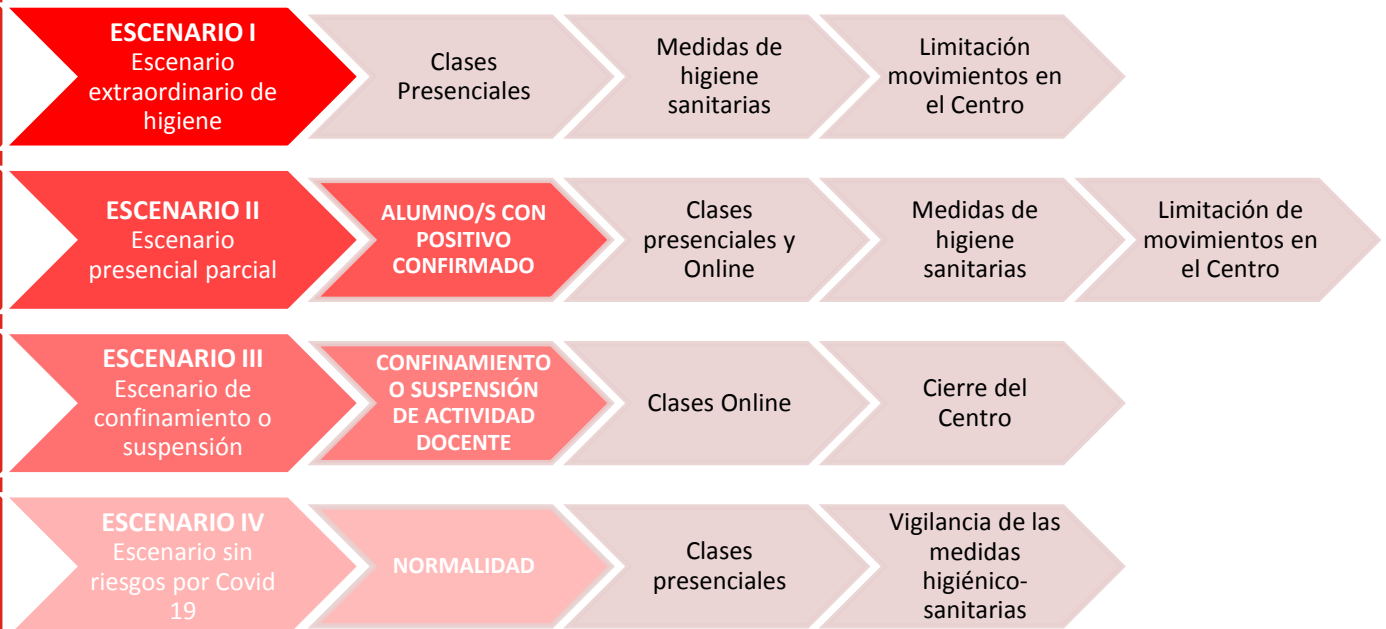 ESCENARIO I
Escenario
extraordinario de
higiene
Clases
Presenciales
Medidas de
higiene
sanitarias
Limitación
movimientos en
el Centro
ESCENARIO II
Escenario
presencial parcial
ALUMNO/S CON
POSITIVO
CONFIRMADO
Clases
presenciales y
Online
Medidas de
higiene
sanitarias
Limitación de
movimientos en
el Centro
ESCENARIO III
Escenario de
confinamiento o
suspensión
CONFINAMIENTO
O SUSPENSIÓN
DE ACTIVIDAD
DOCENTE
Clases Online
Cierre del
Centro
ESCENARIO IV
Escenario sin
riesgos por Covid
19
NORMALIDAD
Clases
presenciales
Vigilancia de las
medidas
higiénico-
sanitarias